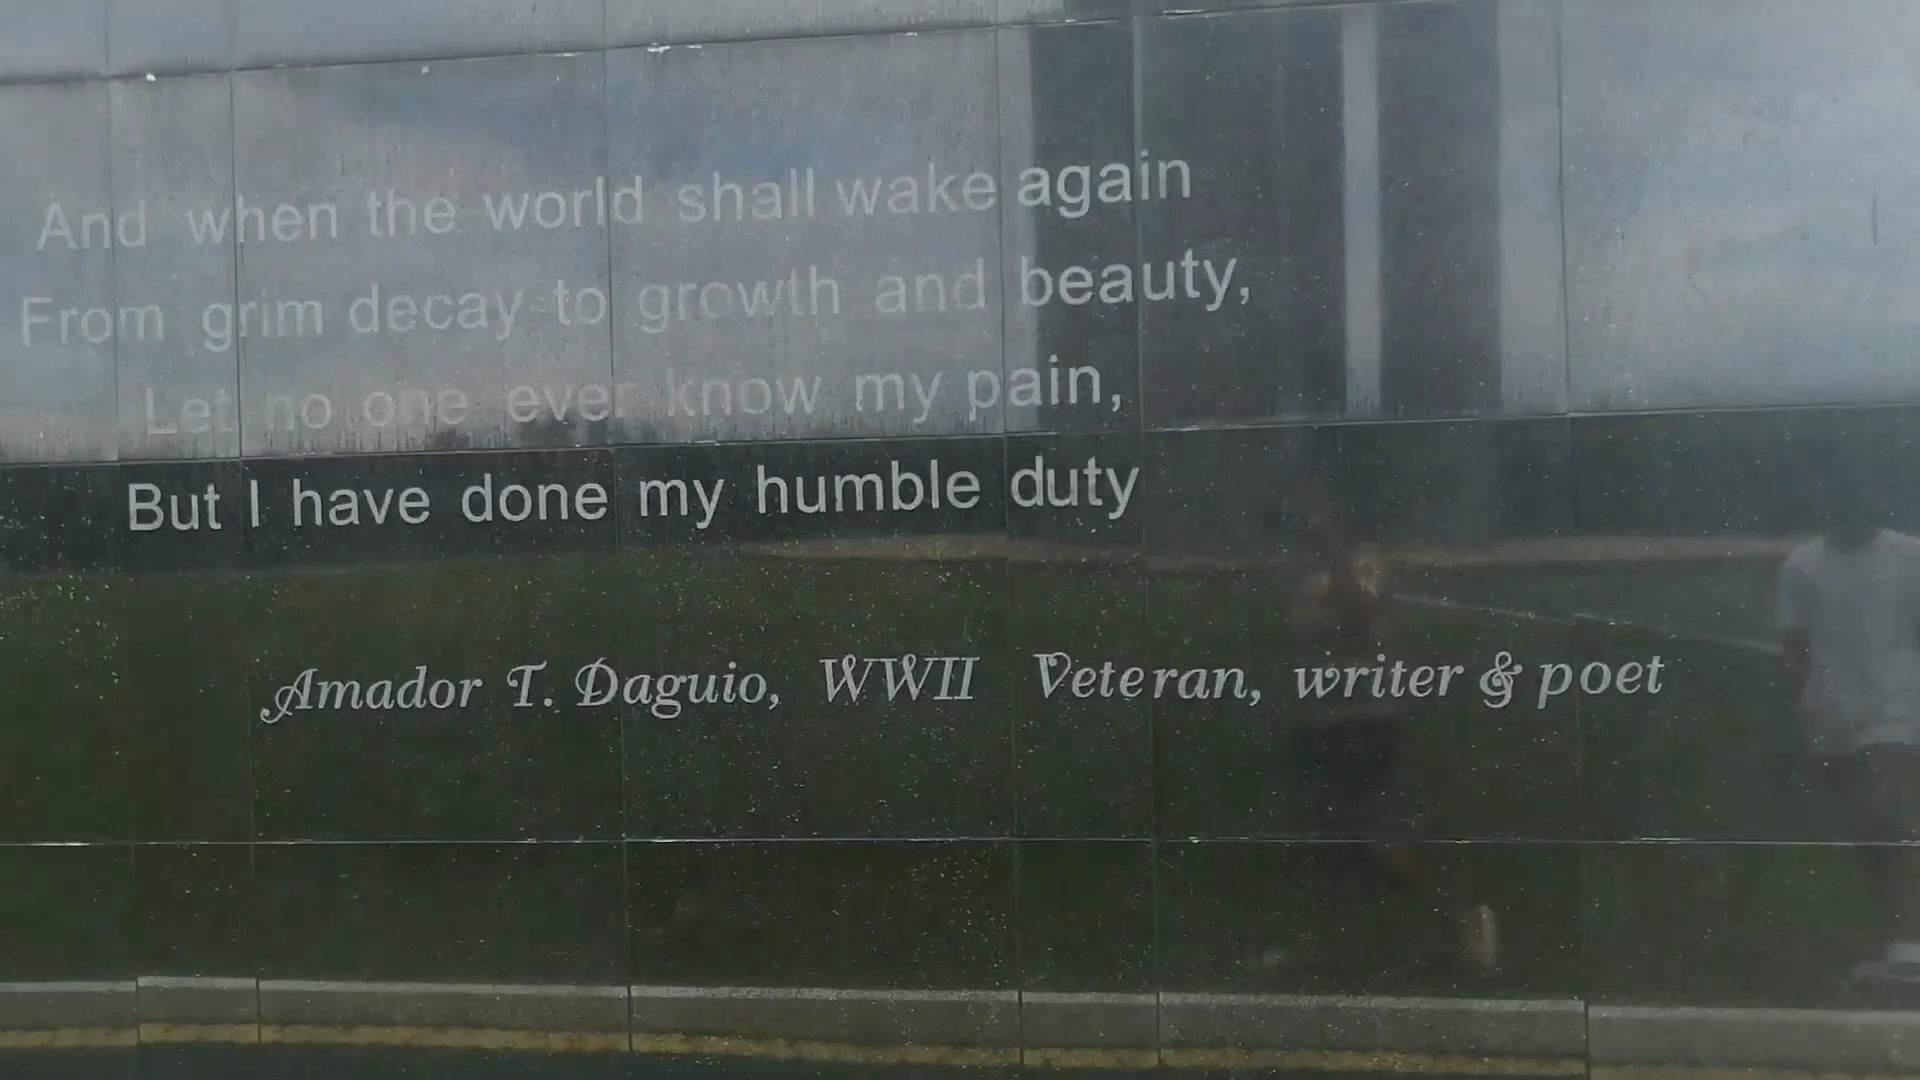 And when the world shall wake again
From grim decay to growth and beauty,
Let no one ever know my pain,
But I have done my humble duty
Amador T. Daguio, WWII Veteran, writer & poet